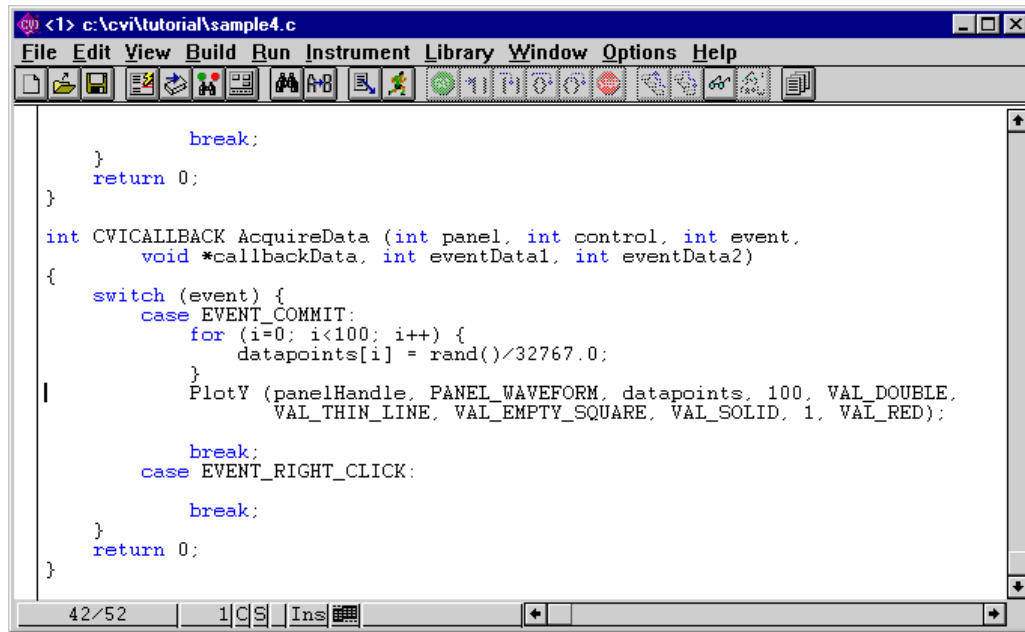 <1> c:\cvi\tutorial\sample4.c
File Edit View Build Run Instrument Library Window Options Help
break;
}
return 0;
}
int CVICALLBACK AcquireData (int panel, int control, int event,
void *callbackData, int eventData1, int eventData2)
{
switch (event) {
case EVENT_COMMIT:
for (i=0; i<100; i++) {
datapoints[i] = rand()/32767.0;
}
PlotY (panelHandle, PANEL_WAVEFORM, datapoints, 100, VAL_DOUBLE,
VAL_THIN_LINE, VAL_EMPTY_SQUARE, VAL_SOLID, 1, VAL_RED);
break;
case EVENT_RIGHT_CLICK:
break;
}
return 0;
}
42/52 1 C S Ins